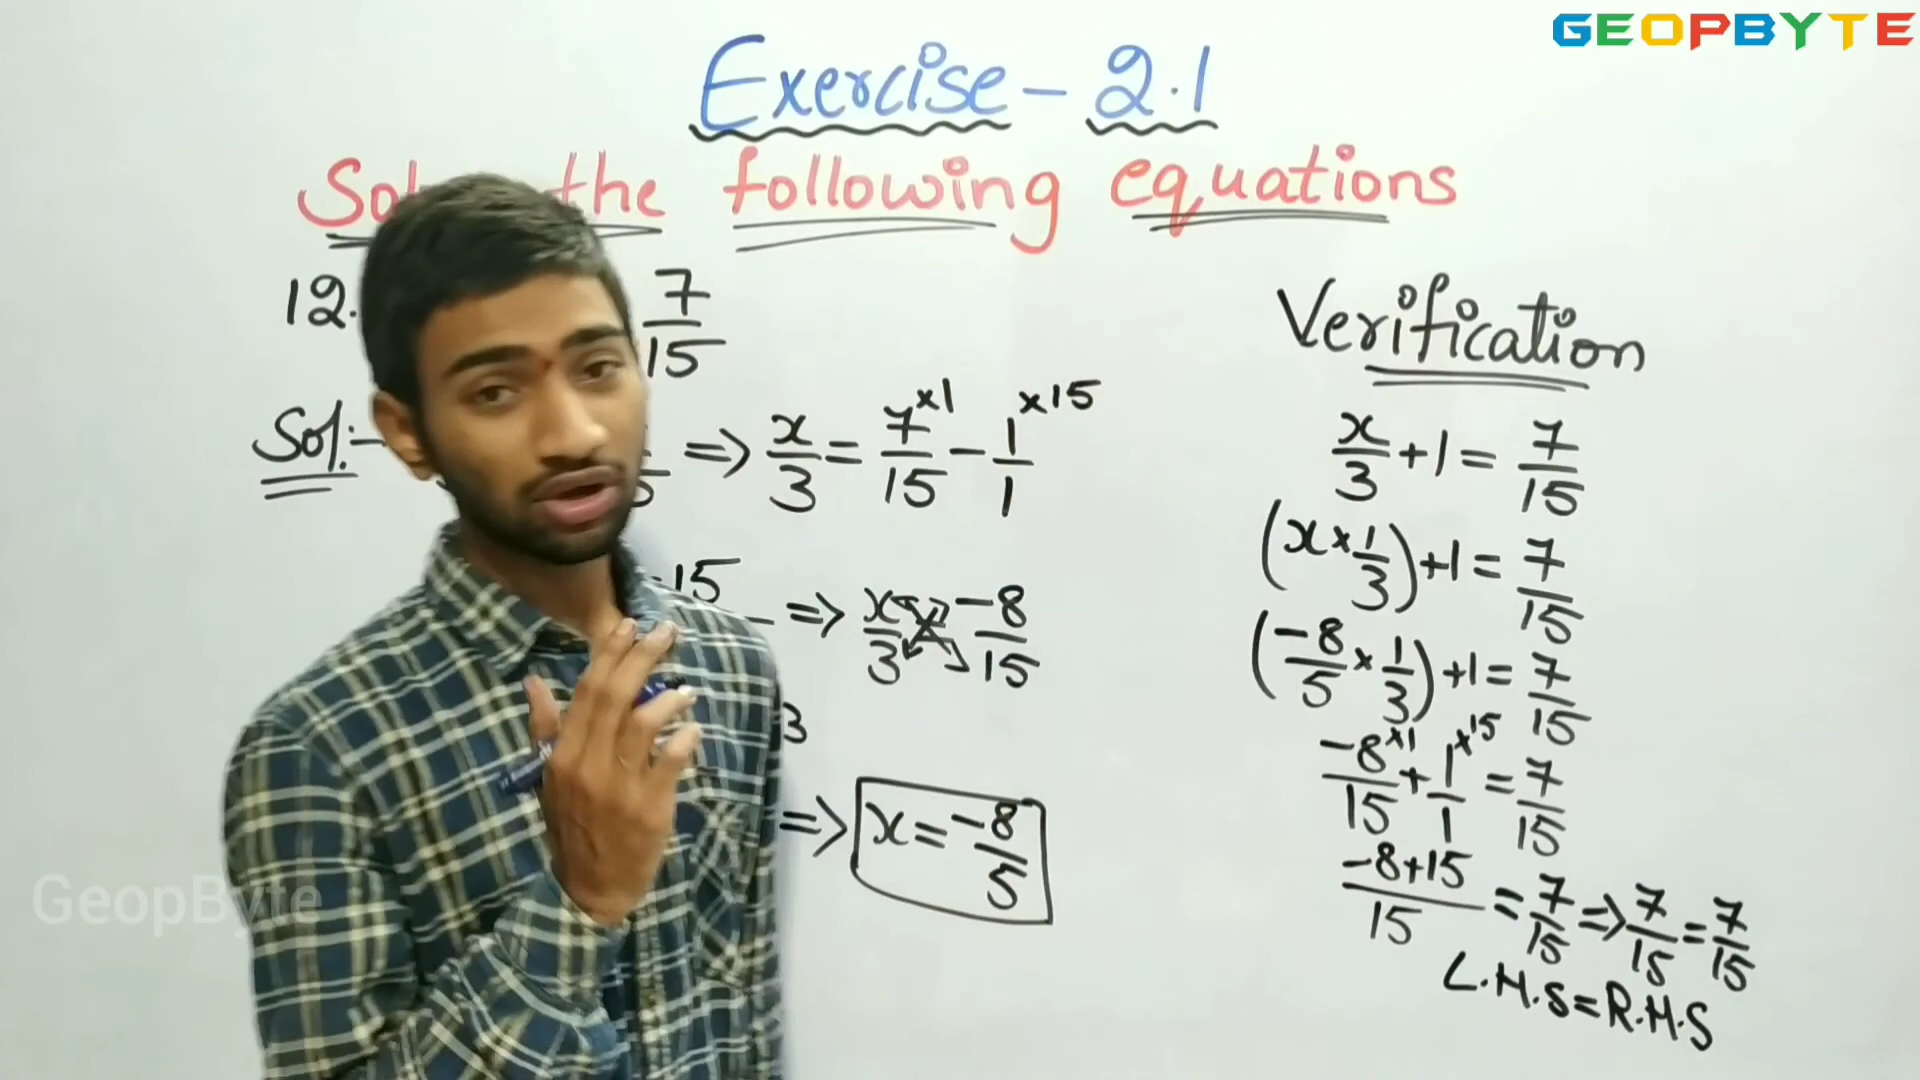 GEOPBYTE
Exercise - 2.1
the following equations
12. 7/15
Sol:- => x/3 = 7×1/15 - 1×15/1
-15 => x/3 -8/15
3
=> x = -8/5
Verification
x/3 + 1 = 7/15
(x × 1/3) + 1 = 7/15
(-8/5 × 1/3) + 1 = 7/15
-8×1/15 + 1×15/1 = 7/15
-8+15/15 = 7/15 => 7/15 = 7/15
L.H.S = R.H.S
GeopByte